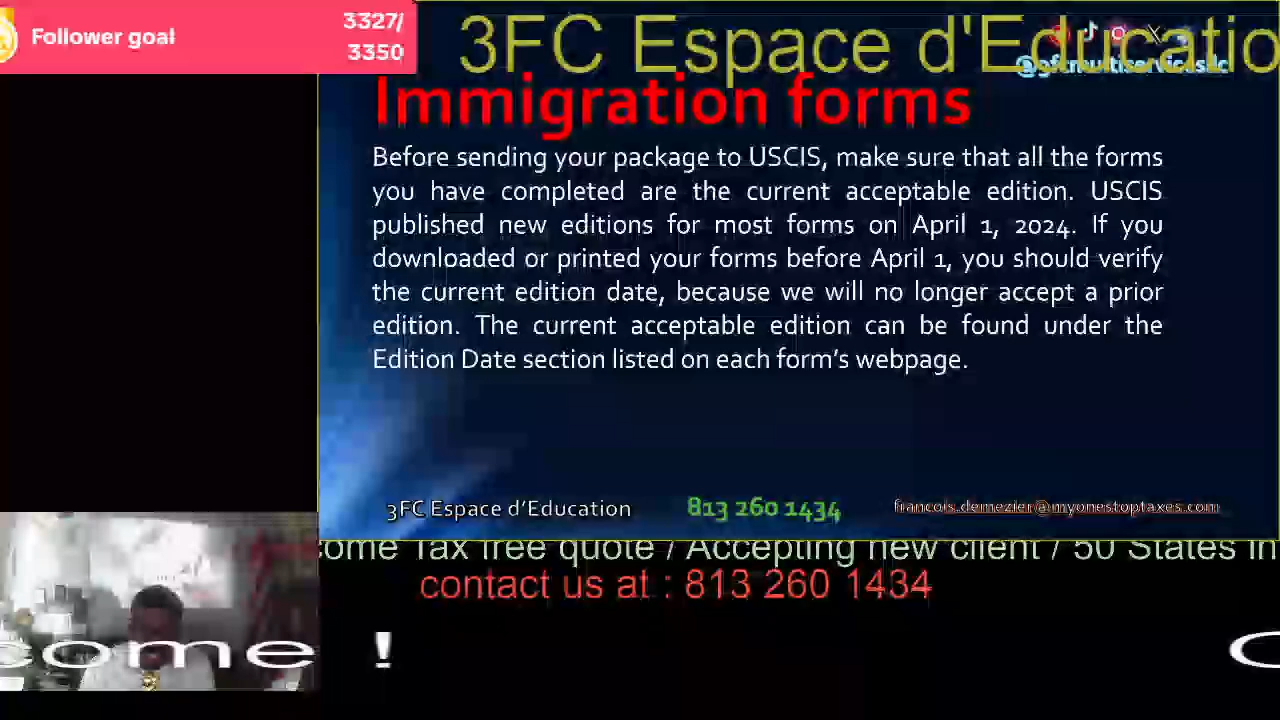 Follower goal
3327/
3350
3FC Espace d'Educatio
Immigration forms
Before sending your package to USCIS, make sure that all the forms
you have completed are the current acceptable edition. USCIS
published new editions for most forms on April 1, 2024. If you
downloaded or printed your forms before April 1, you should verify
the current edition date, because we will no longer accept a prior
edition. The current acceptable edition can be found under the
Edition Date section listed on each form's webpage.
3FC Espace d'Education
813 260 1434
francois.demezier@myonestoptaxes.com
come Tax free quote / Accepting new client / 50 States in
contact us at : 813 260 1434
come !